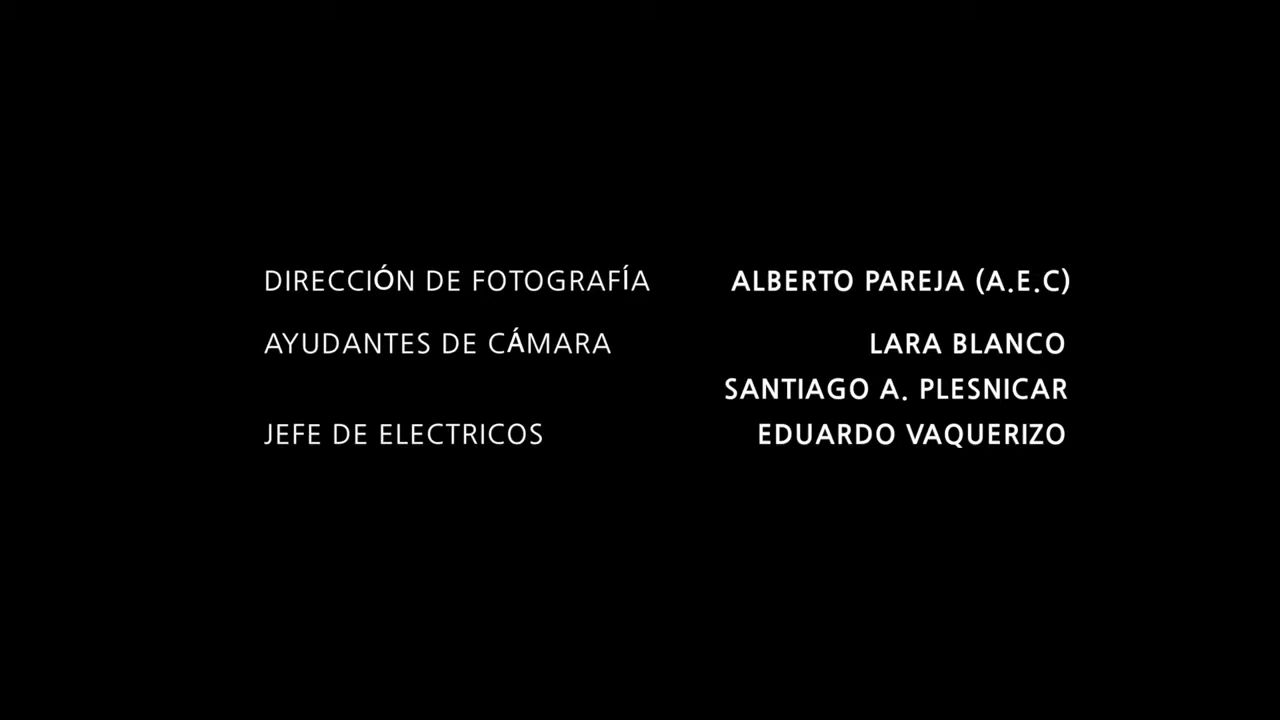 DIRECCIÓN DE FOTOGRAFÍA ALBERTO PAREJA (A.E.C)
AYUDANTES DE CÁMARA LARA BLANCO
SANTIAGO A. PLESNICAR
JEFE DE ELECTRICOS EDUARDO VAQUERIZO